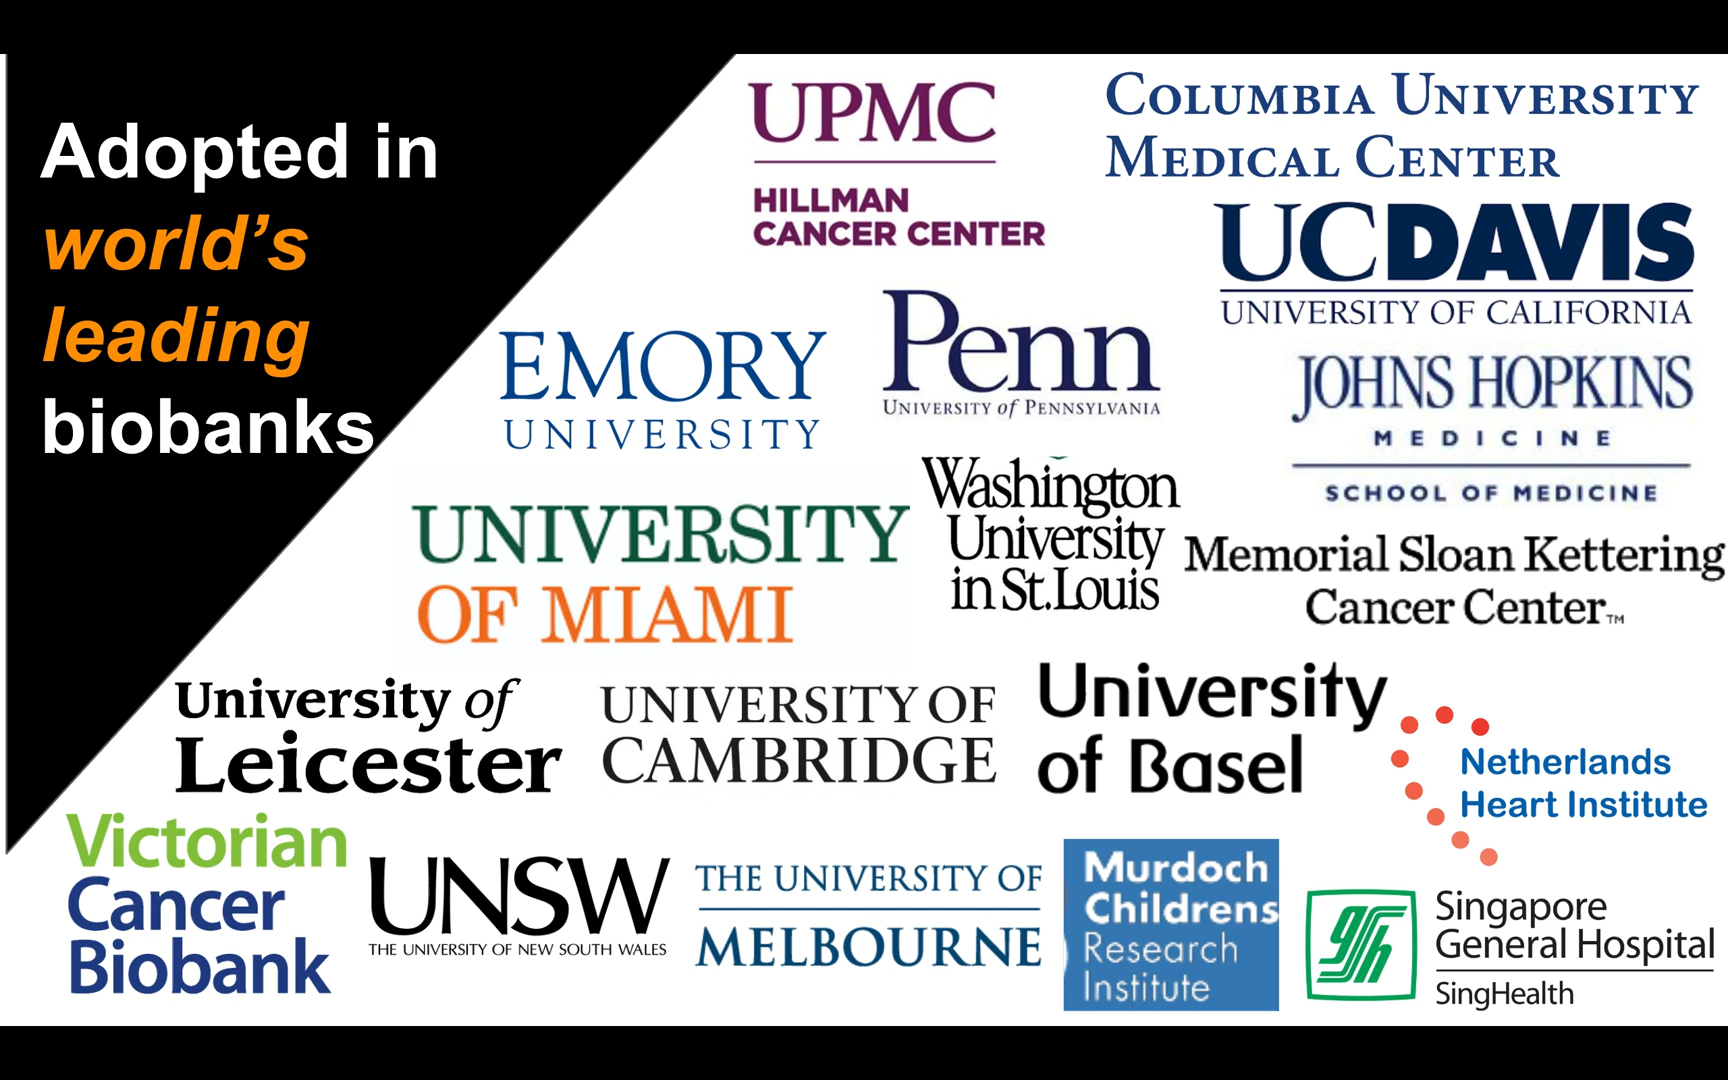 Adopted in
world's
leading
biobanks
UPMC
HILLMAN
CANCER CENTER
COLUMBIA UNIVERSITY
MEDICAL CENTER
UCDAVIS
UNIVERSITY OF CALIFORNIA
EMORY
UNIVERSITY
Penn
UNIVERSITY of PENNSYLVANIA
JOHNS HOPKINS
MEDICINE
SCHOOL OF MEDICINE
UNIVERSITY
OF MIAMI
Washington
University
in St.Louis
Memorial Sloan Kettering
Cancer Center™
University of
Leicester
UNIVERSITY OF
CAMBRIDGE
University
of Basel
Netherlands
Heart Institute
Victorian
Cancer
Biobank
UNSW
THE UNIVERSITY OF NEW SOUTH WALES
THE UNIVERSITY OF
MELBOURNE
Murdoch
Childrens
Research
Institute
Singapore
General Hospital
SingHealth